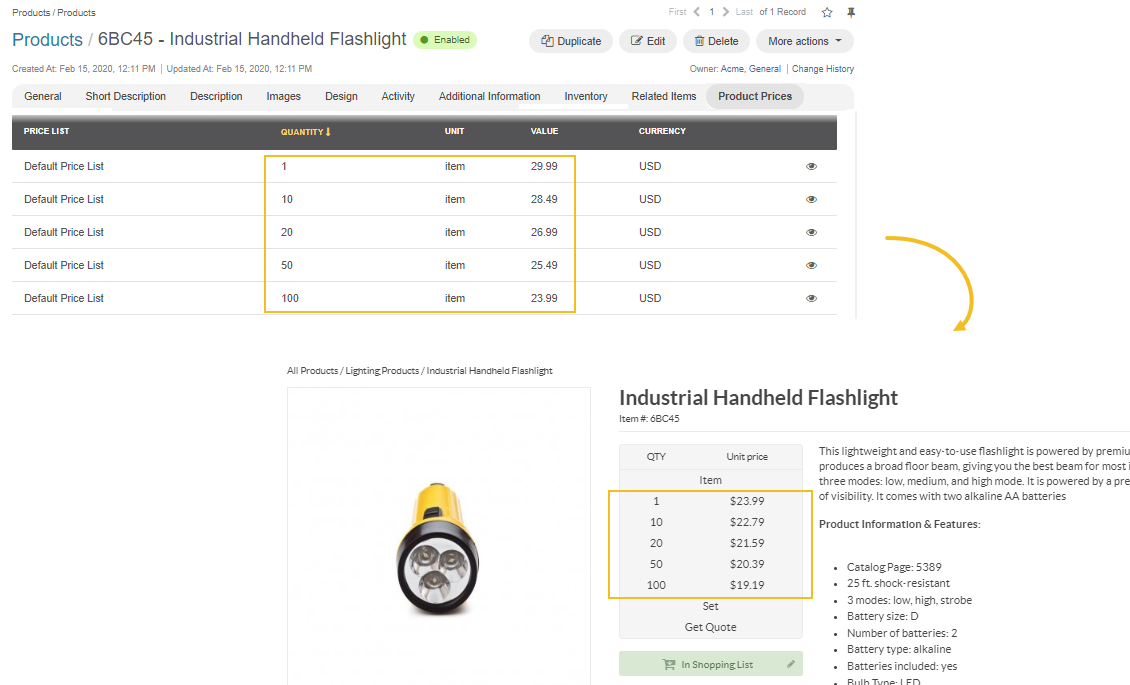 Products / Products
First 1 Last of 1 Record
Products / 6BC45 - Industrial Handheld Flashlight Enabled
Duplicate Edit Delete More actions
Created At: Feb 15, 2020, 12:11 PM | Updated At: Feb 15, 2020, 12:11 PM
Owner: Acme, General | Change History
General Short Description Description Images Design Activity Additional Information Inventory Related Items Product Prices
PRICE LIST QUANTITY UNIT VALUE CURRENCY
Default Price List 1 item 29.99 USD
Default Price List 10 item 28.49 USD
Default Price List 20 item 26.99 USD
Default Price List 50 item 25.49 USD
Default Price List 100 item 23.99 USD
All Products / Lighting Products / Industrial Handheld Flashlight
Industrial Handheld Flashlight
Item #: 6BC45
QTY Unit price
Item
1 $23.99
10 $22.79
20 $21.59
50 $20.39
100 $19.19
Set
Get Quote
In Shopping List
This lightweight and easy-to-use flashlight is powered by premiu
produces a broad floor beam, giving you the best beam for most
three modes: low, medium, and high mode. It is powered by a pre
of visibility. It comes with two alkaline AA batteries
Product Information & Features:
Catalog Page: 5389
25 ft. shock-resistant
3 modes: low, high, strobe
Battery size: D
Number of batteries: 2
Battery type: alkaline
Batteries included: yes
Bulb Type: LED